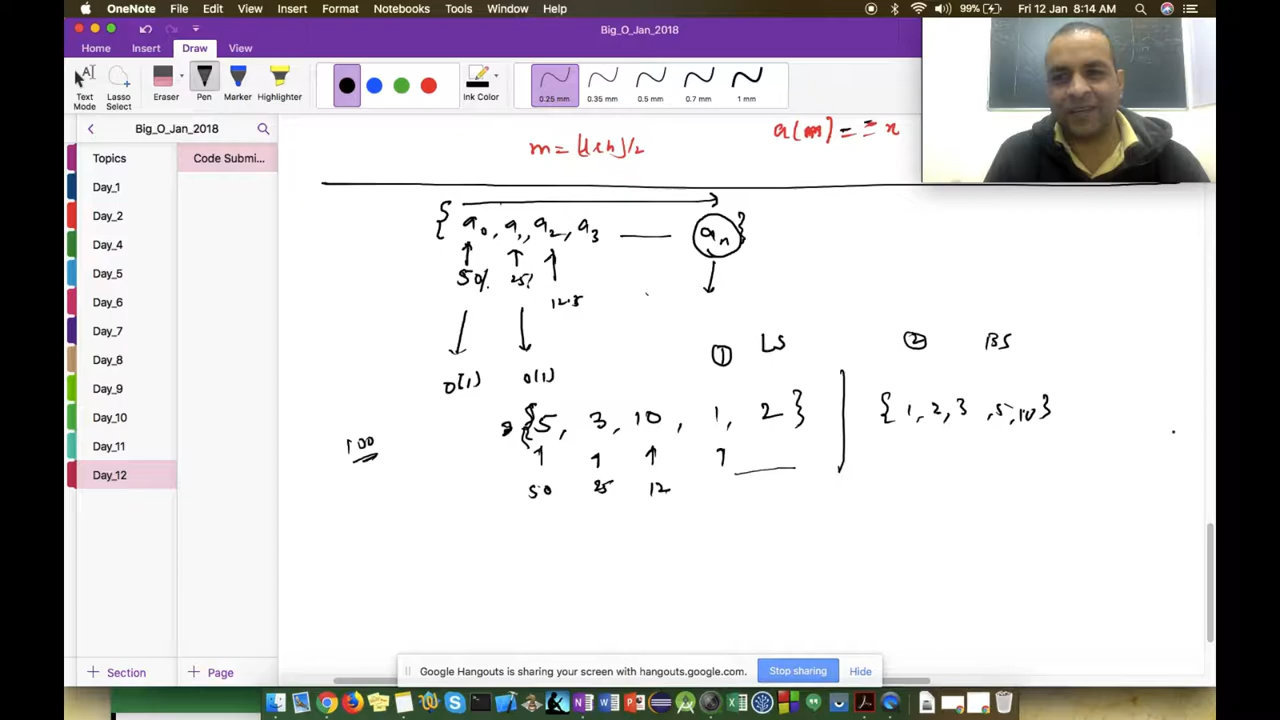 OneNote File Edit View Insert Format Notebooks Tools Window Help 99% Fri 12 Jan 8:14 AM
Big_O_Jan_2018
Home Insert Draw View
Text Mode
Lasso Select
Eraser
Pen
Marker
Highlighter
Ink Color
0.25 mm
0.35 mm
0.5 mm
0.7 mm
1 mm
Big_O_Jan_2018
Topics
Day_1
Day_2
Day_4
Day_5
Day_6
Day_7
Day_8
Day_9
Day_10
Day_11
Day_12
Code Submi...
+ Section
+ Page
a(m) == x
{ a0, a1, a2, a3 — an }
50% 25% 12.5
① LS ② BS
O(1) O(1)
{5, 3, 10, 1, 2} {1, 2, 3, 5, 10}
100
50 25 12
Google Hangouts is sharing your screen with hangouts.google.com. Stop sharing Hide